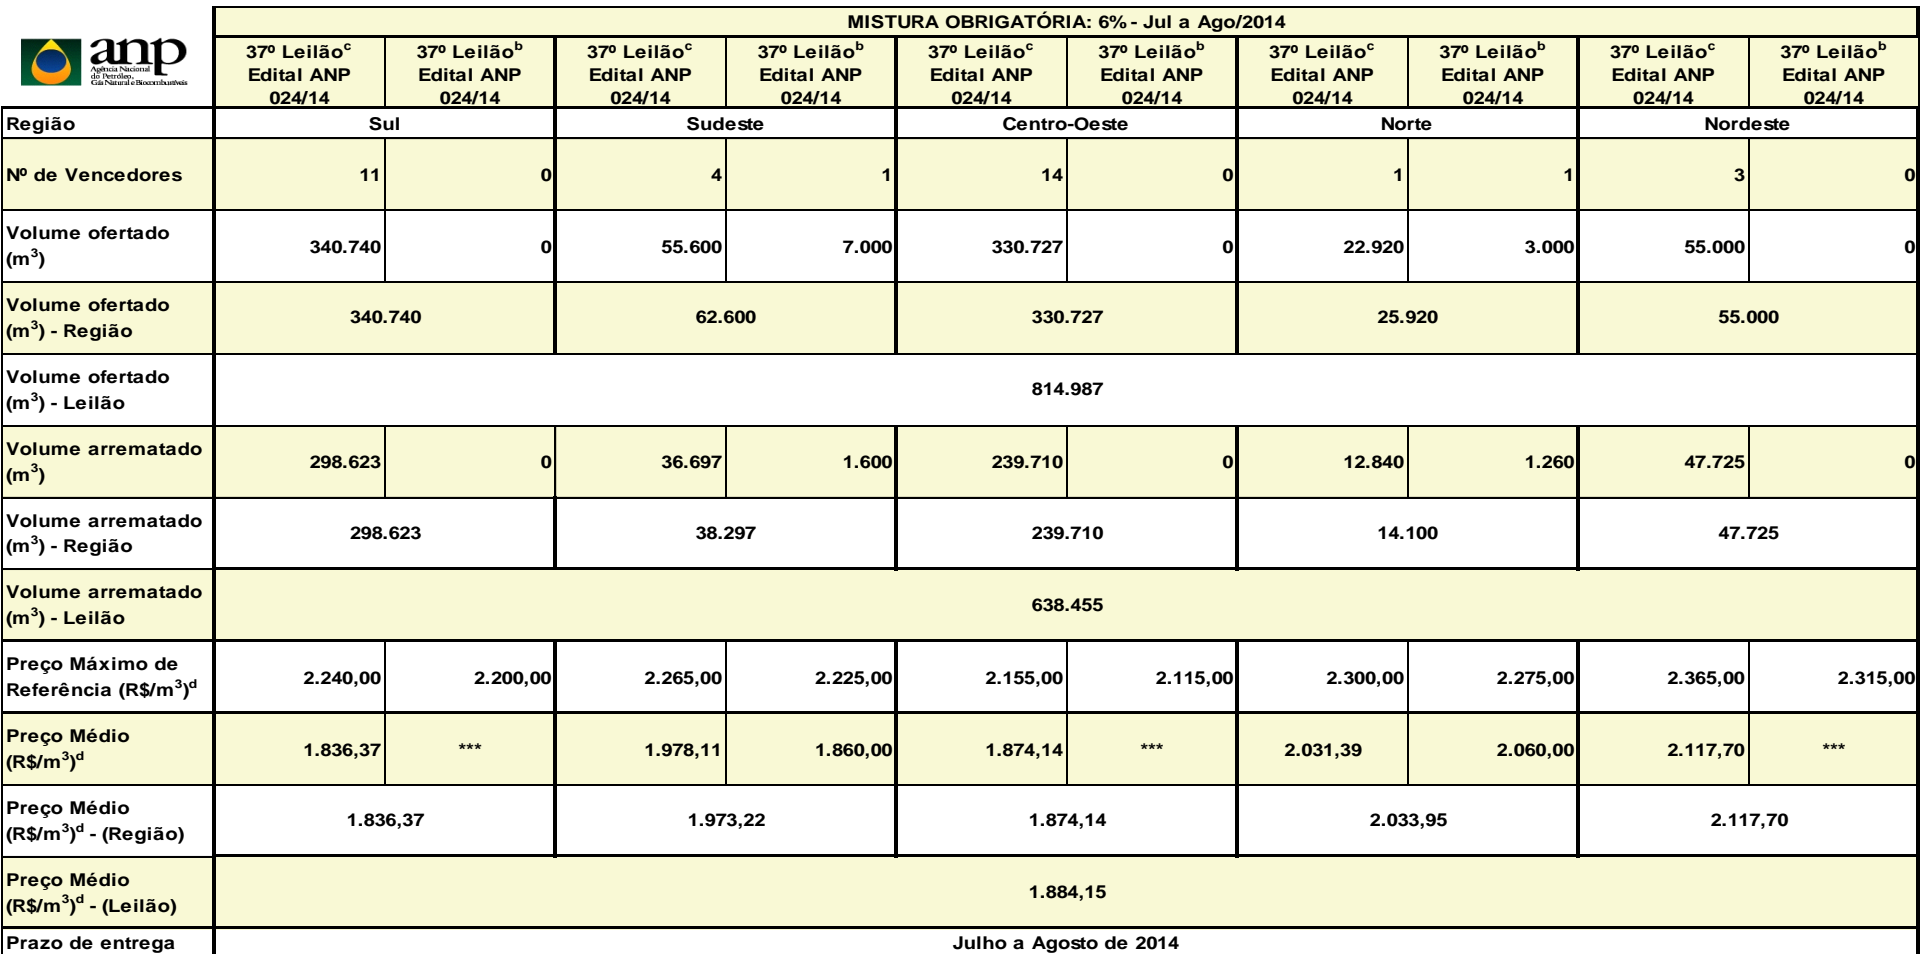 MISTURA OBRIGATÓRIA: 6% - Jul a Ago/2014
anp
Agência Nacional
do Petróleo,
Gás Natural e Biocombustíveis
37º Leilãoᶜ 37º Leilãoᵇ 37º Leilãoᶜ 37º Leilãoᵇ 37º Leilãoᶜ 37º Leilãoᵇ 37º Leilãoᶜ 37º Leilãoᵇ 37º Leilãoᶜ 37º Leilãoᵇ
Edital ANP Edital ANP Edital ANP Edital ANP Edital ANP Edital ANP Edital ANP Edital ANP Edital ANP Edital ANP
024/14 024/14 024/14 024/14 024/14 024/14 024/14 024/14 024/14 024/14
Região Sul Sudeste Centro-Oeste Norte Nordeste
Nº de Vencedores 11 0 4 1 14 0 1 1 3 0
Volume ofertado
(m³) 340.740 0 55.600 7.000 330.727 0 22.920 3.000 55.000 0
Volume ofertado
(m³) - Região 340.740 62.600 330.727 25.920 55.000
Volume ofertado
(m³) - Leilão 814.987
Volume arrematado
(m³) 298.623 0 36.697 1.600 239.710 0 12.840 1.260 47.725 0
Volume arrematado
(m³) - Região 298.623 38.297 239.710 14.100 47.725
Volume arrematado
(m³) - Leilão 638.455
Preço Máximo de
Referência (R$/m³)ᵈ 2.240,00 2.200,00 2.265,00 2.225,00 2.155,00 2.115,00 2.300,00 2.275,00 2.365,00 2.315,00
Preço Médio
(R$/m³)ᵈ 1.836,37 *** 1.978,11 1.860,00 1.874,14 *** 2.031,39 2.060,00 2.117,70 ***
Preço Médio
(R$/m³)ᵈ - (Região) 1.836,37 1.973,22 1.874,14 2.033,95 2.117,70
Preço Médio
(R$/m³)ᵈ - (Leilão) 1.884,15
Prazo de entrega Julho a Agosto de 2014